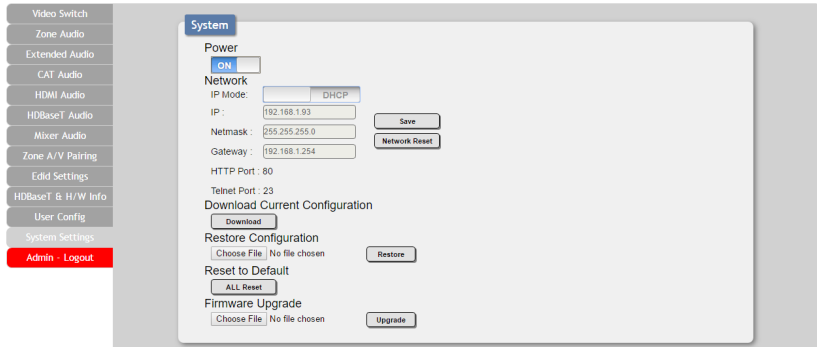 Video Switch
Zone Audio
Extended Audio
CAT Audio
HDMI Audio
HDBaseT Audio
Mixer Audio
Zone A/V Pairing
Edid Settings
HDBaseT & H/W Info
User Config
System Settings
Admin - Logout
System
Power
ON
Network
IP Mode: DHCP
IP : 192.168.1.93
Save
Netmask : 255.255.255.0
Network Reset
Gateway : 192.168.1.254
HTTP Port : 80
Telnet Port : 23
Download Current Configuration
Download
Restore Configuration
Choose File No file chosen Restore
Reset to Default
ALL Reset
Firmware Upgrade
Choose File No file chosen Upgrade